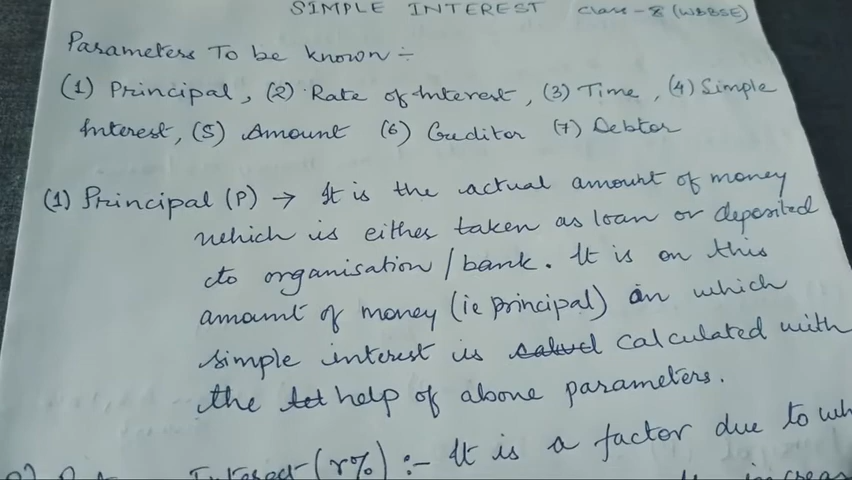 SIMPLE INTEREST Class-8 (WBBSE)
Parameters To be known :-
(1) Principal, (2) Rate of Interest, (3) Time, (4) Simple
Interest, (5) Amount (6) Creditor (7) Debtor
(1) Principal (P) → It is the actual amount of money
which is either taken as loan or deposited
to organisation/bank. It is on this
amount of money (ie principal) on which
simple interest is calculated with
the help of above parameters.
Interest (r%) :- It is a factor due to wh